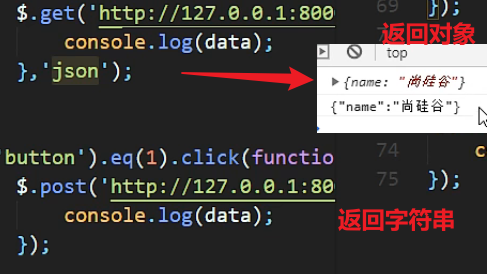 $.get('http://127.0.0.1:800
console.log(data);
},'json');
'button').eq(1).click(functio
$.post('http://127.0.0.1:800
console.log(data);
});
69
});
返回对象
top
{name: "尚硅谷"}
{"name":"尚硅谷"}
74
c
75
});
返回字符串